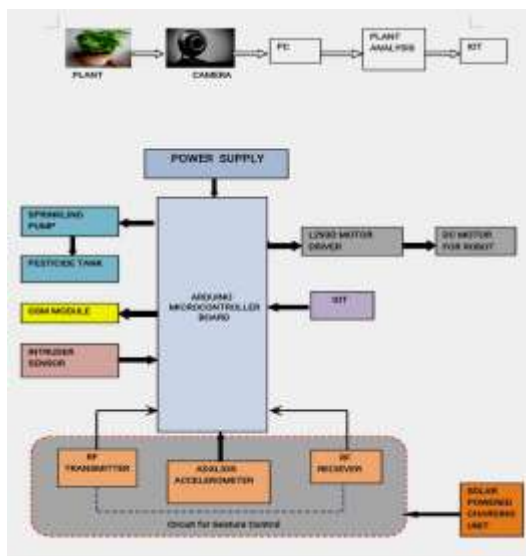 PC
PLANT
ANALYSIS
IOT
PLANT
CAMERA
POWER SUPPLY
SPRINKLING
PUMP
L293D MOTOR
DRIVER
DC MOTOR
FOR ROBOT
PESTICIDE TANK
ARDUINO
MICROCONTROLLER
BOARD
IOT
GSM MODULE
INTRUDER
SENSOR
RF
TRANSMITTER
ADXL335
ACCELEROMETER
RF
RECIEVER
SOLAR
POWERED
CHARGING
UNIT
Circuit for Gesture Control